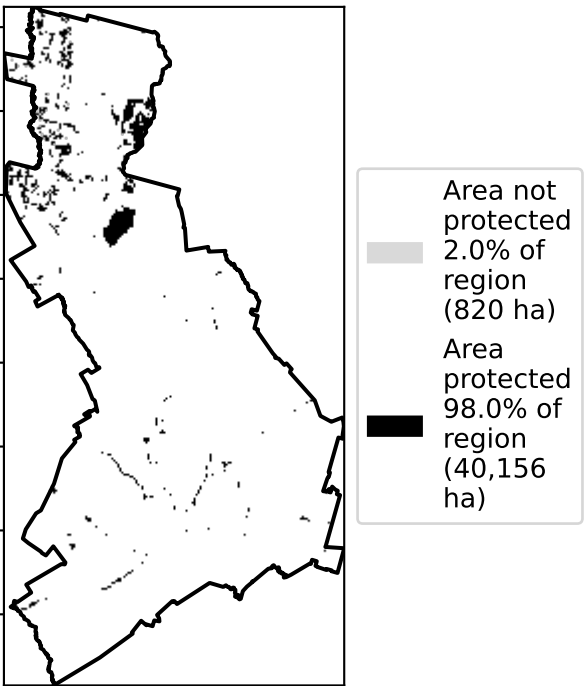 Area not
protected
2.0% of
region
(820 ha)
Area
protected
98.0% of
region
(40,156
ha)